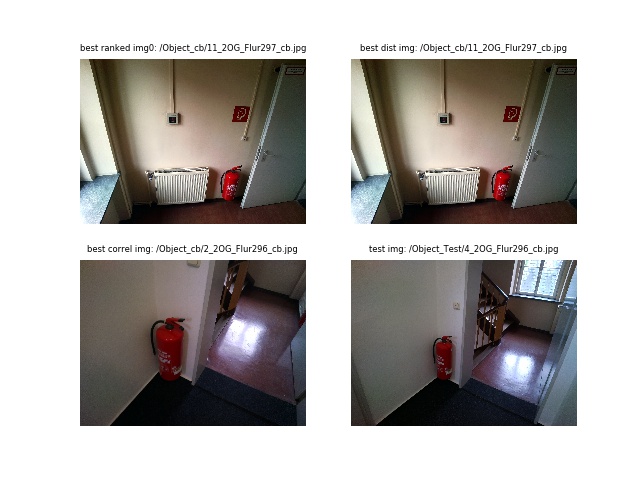 best ranked img0: /Object_cb/11_2OG_Flur297_cb.jpg
best dist img: /Object_cb/11_2OG_Flur297_cb.jpg
best correl img: /Object_cb/2_2OG_Flur296_cb.jpg
test img: /Object_Test/4_2OG_Flur296_cb.jpg